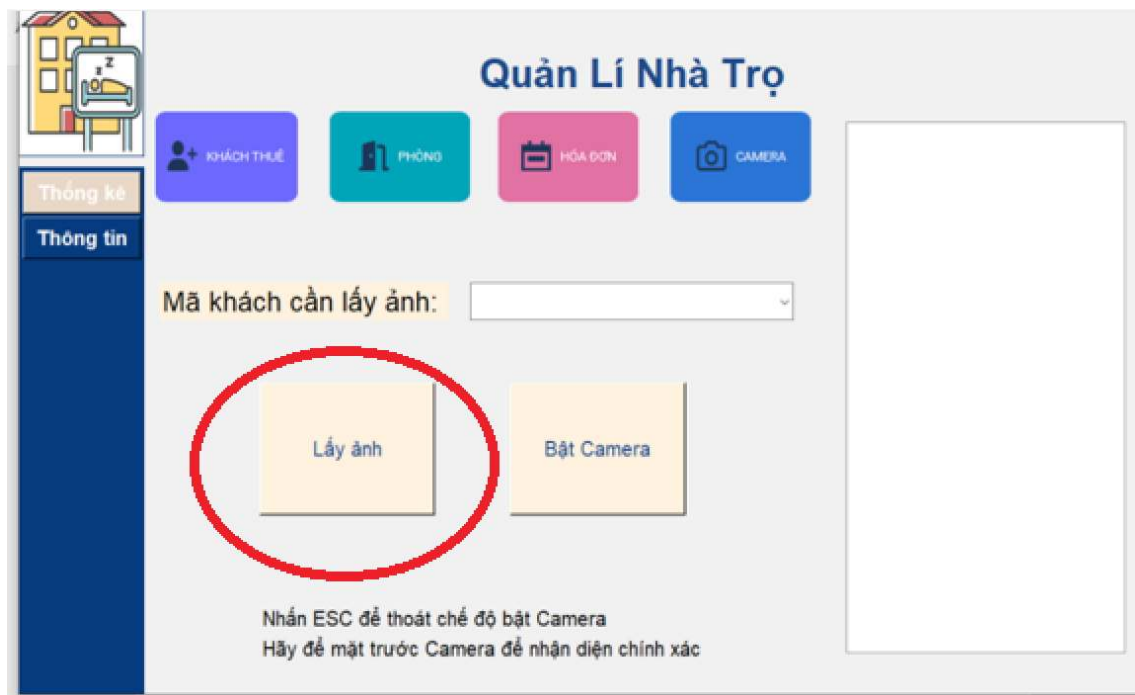 Quản Lí Nhà Trọ
KHÁCH THUÊ
PHÒNG
HÓA ĐƠN
CAMERA
Thống kê
Thông tin
Mã khách cần lấy ảnh:
Lấy ảnh
Bật Camera
Nhấn ESC để thoát chế độ bật Camera
Hãy để mặt trước Camera để nhận diện chính xác